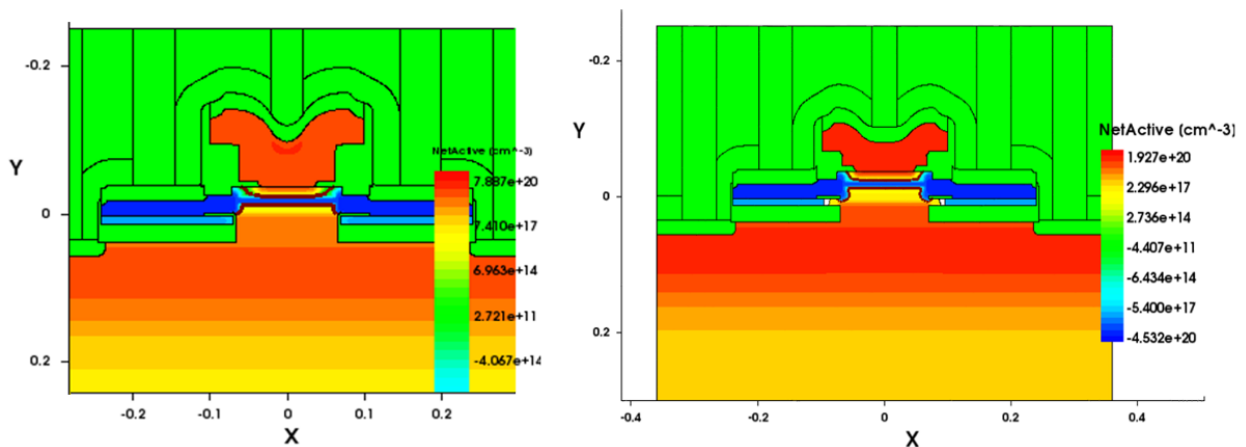 -0.2
0
0.2
Y
-0.2 -0.1 0 0.1 0.2
X
NetActive (cm^-3)
7.887e+20
7.410e+17
6.963e+14
2.721e+11
-4.067e+14
-0.2
0
0.2
Y
-0.4 -0.2 0 0.2 0.4
X
NetActive (cm^-3)
1.927e+20
2.296e+17
2.736e+14
-4.407e+11
-6.434e+14
-5.400e+17
-4.532e+20